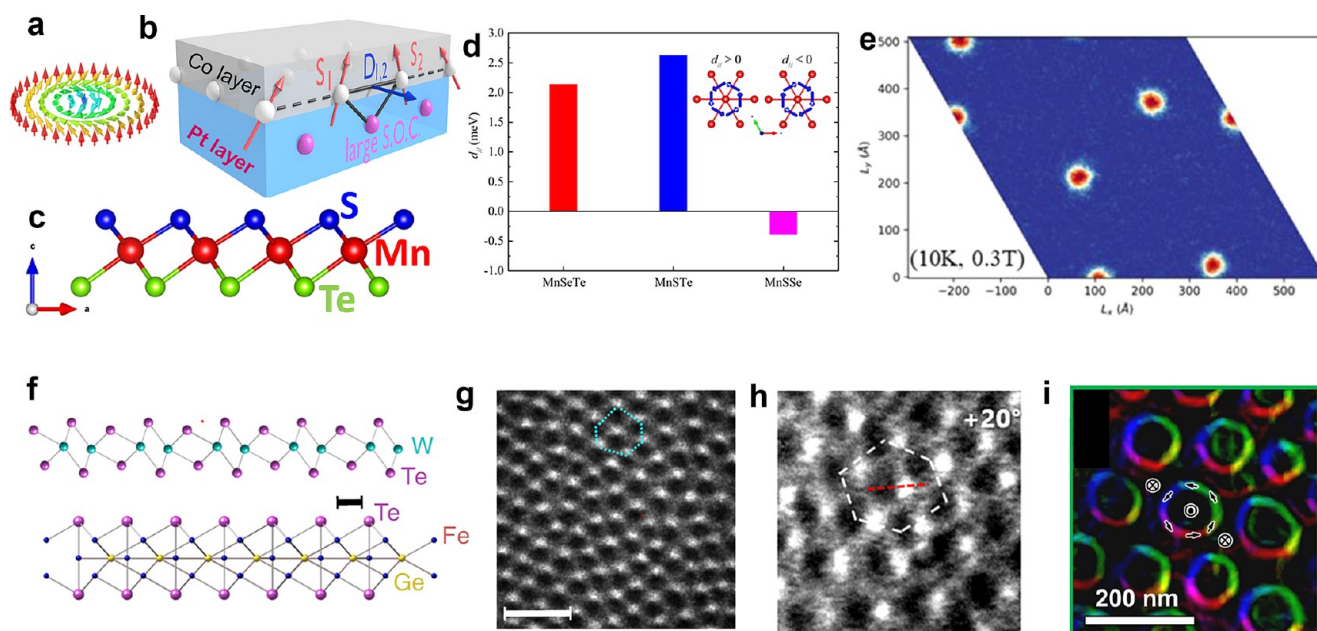 a
b
Co layer
S1
D1,2
S2
Pt layer
large S.O.C.
c
S
Mn
Te
c
a
d
d// (meV)
3.0
2.5
2.0
1.5
1.0
0.5
0.0
-0.5
-1.0
d// > 0
d// < 0
MnSeTe
MnSTe
MnSSe
e
Ly (Å)
500
400
300
200
100
0
(10K, 0.3T)
-200
-100
0
100
200
300
400
500
Lx (Å)
f
W
Te
Te
Fe
Ge
g
h
+20°
i
200 nm